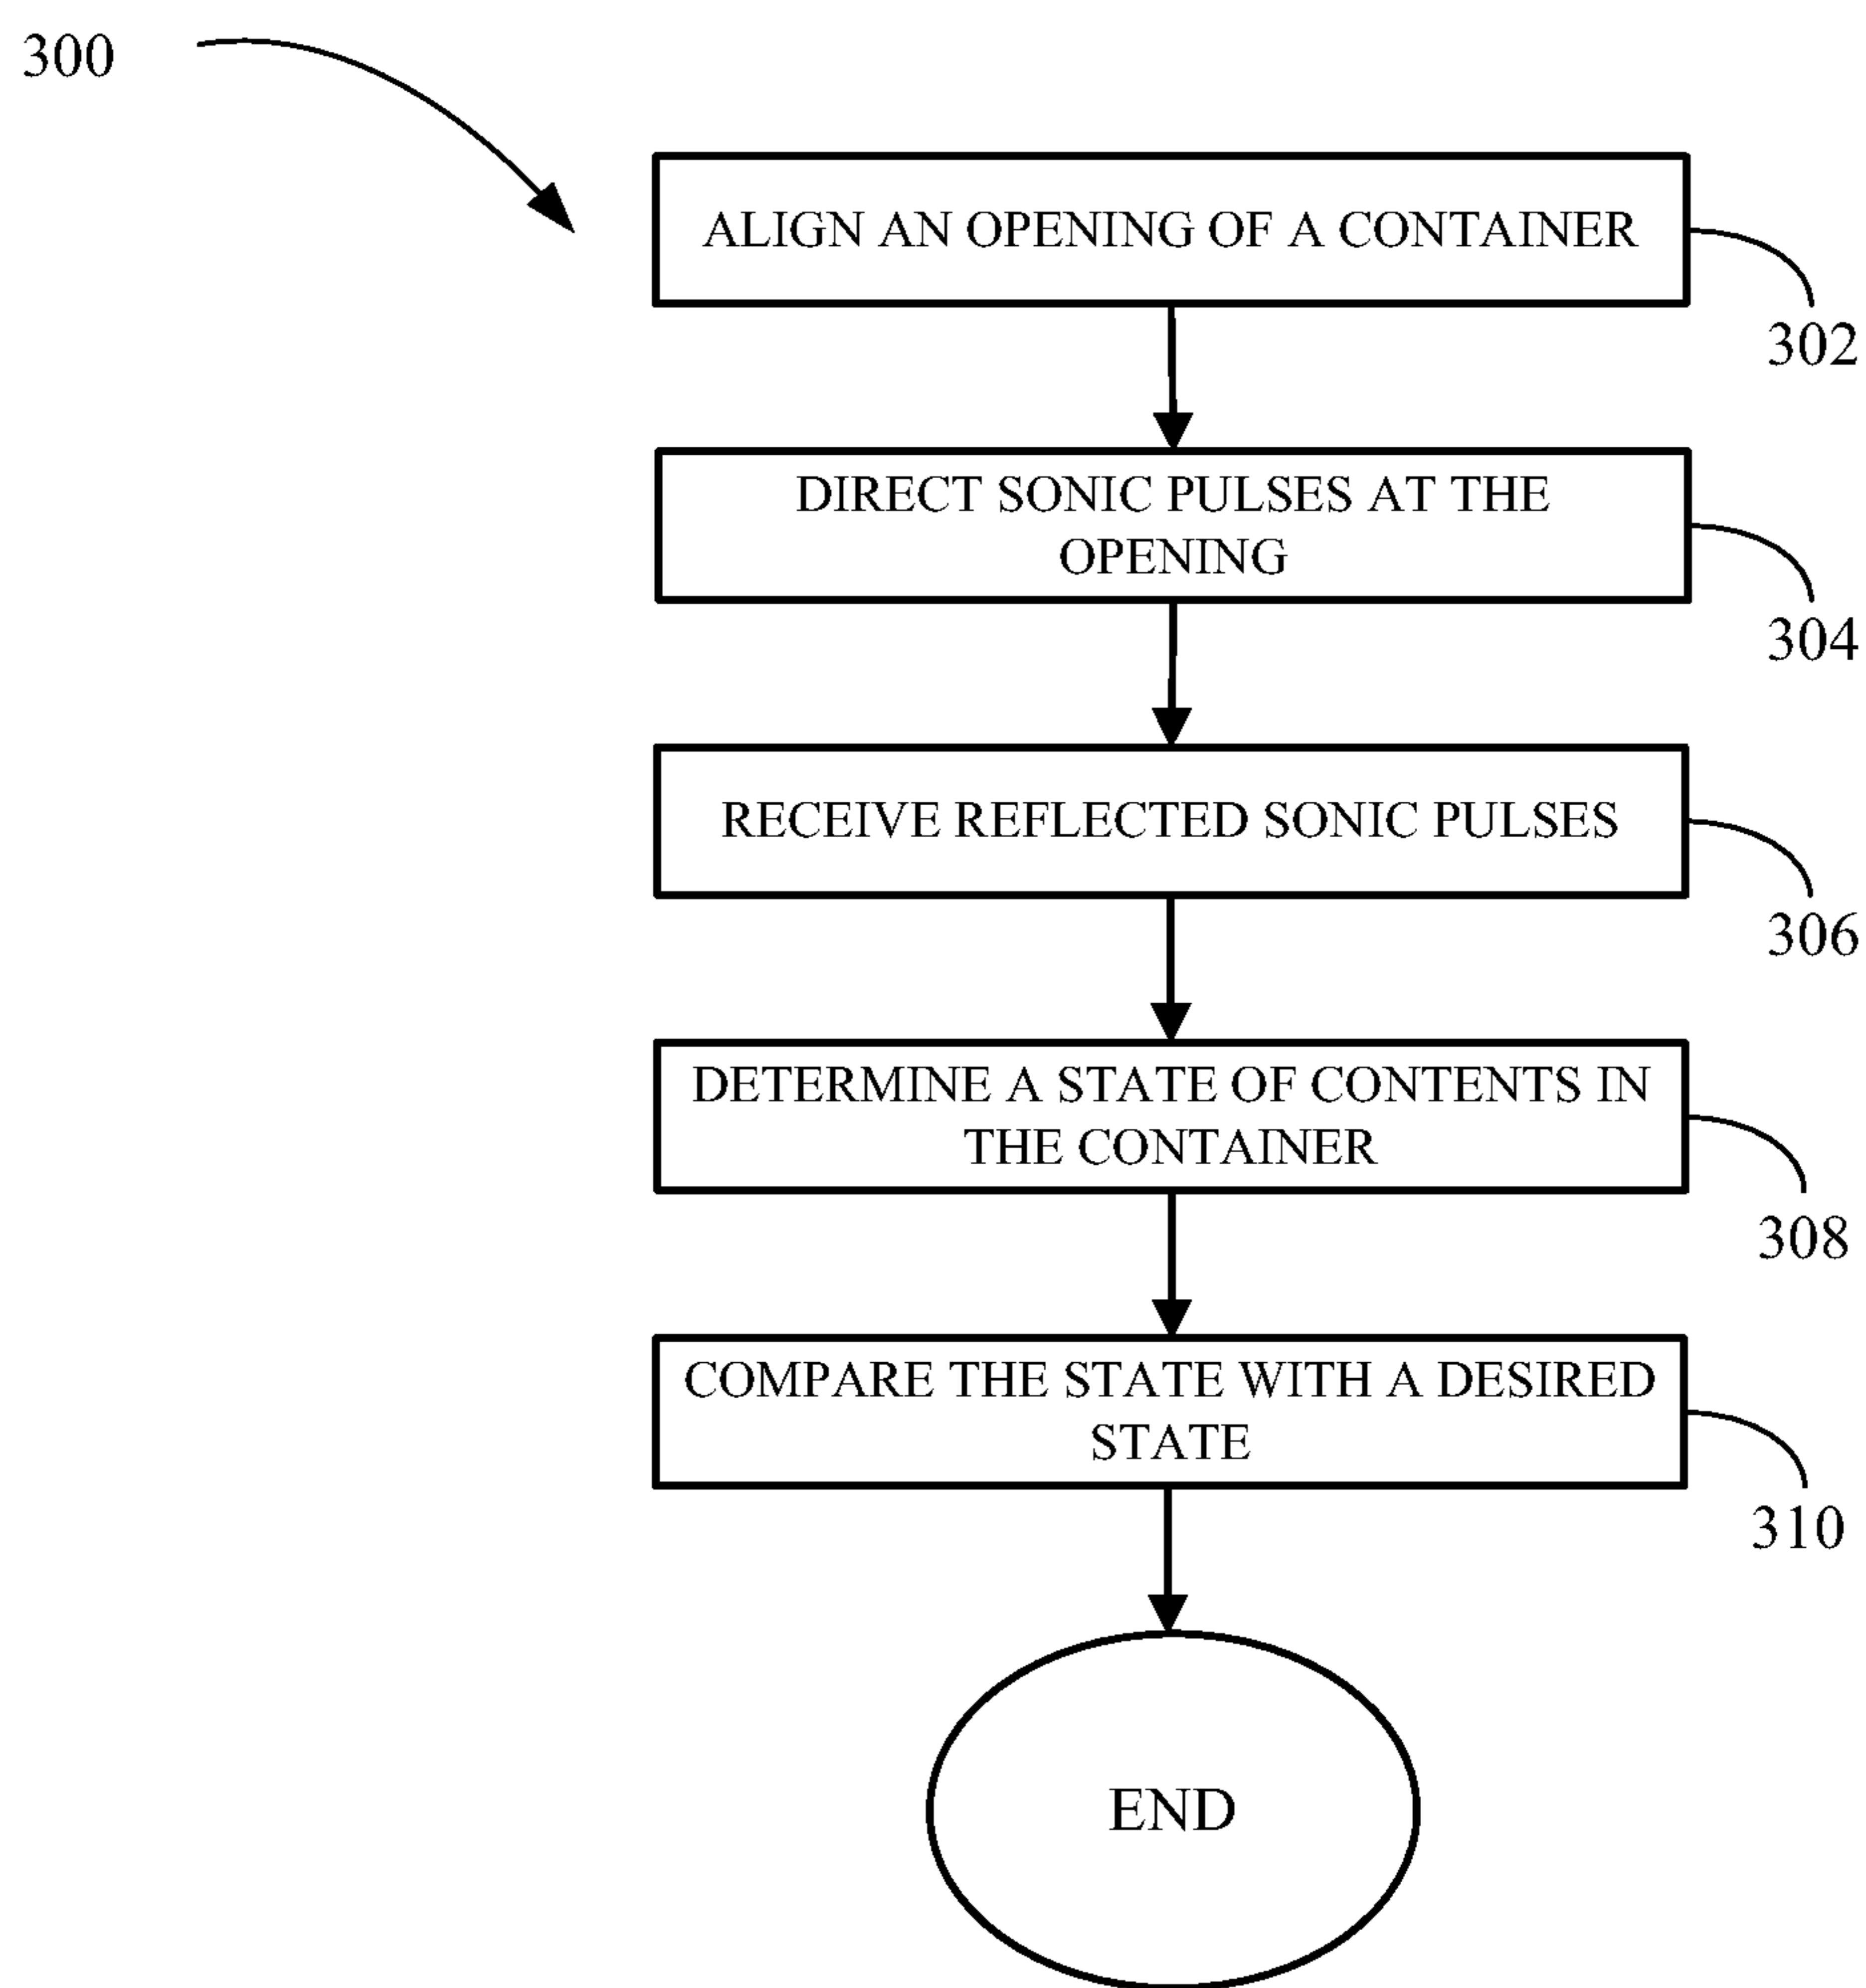 300
ALIGN AN OPENING OF A CONTAINER
302
DIRECT SONIC PULSES AT THE
OPENING
304
RECEIVE REFLECTED SONIC PULSES
306
DETERMINE A STATE OF CONTENTS IN
THE CONTAINER
308
COMPARE THE STATE WITH A DESIRED
STATE
310
END